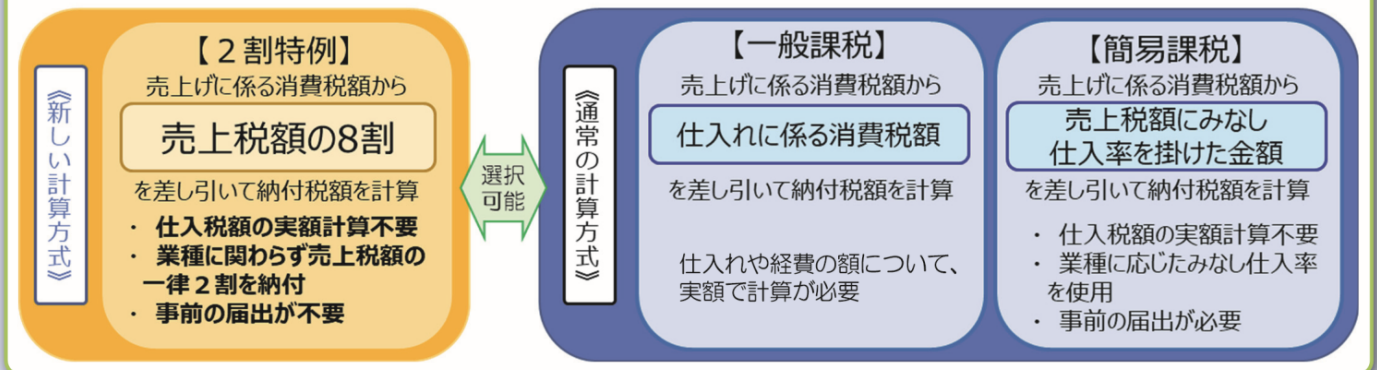 《新しい計算方式》
【２割特例】
売上げに係る消費税額から
売上税額の8割
を差し引いて納付税額を計算
・ 仕入税額の実額計算不要
・ 業種に関わらず売上税額の
一律２割を納付
・ 事前の届出が不要
選択
可能
《通常の計算方式》
【一般課税】
売上げに係る消費税額から
仕入れに係る消費税額
を差し引いて納付税額を計算
仕入れや経費の額について、
実額で計算が必要
【簡易課税】
売上げに係る消費税額から
売上税額にみなし
仕入率を掛けた金額
を差し引いて納付税額を計算
・ 仕入税額の実額計算不要
・ 業種に応じたみなし仕入率
を使用
・ 事前の届出が必要